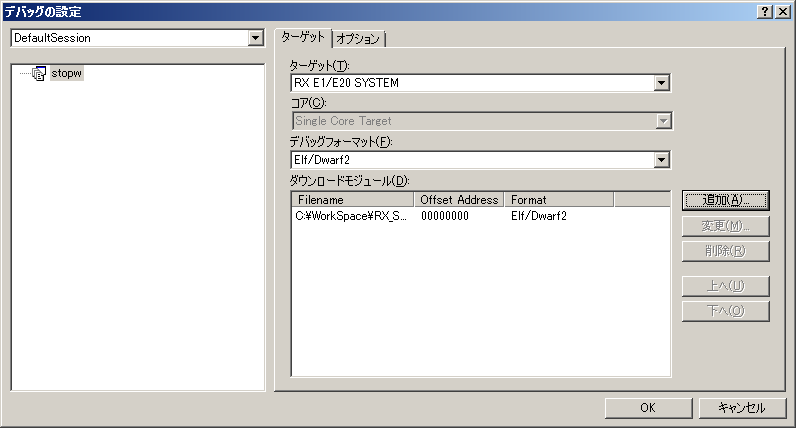 デバッグの設定
DefaultSession
stopw
ターゲット オプション
ターゲット(T):
RX E1/E20 SYSTEM
コア(C):
Single Core Target
デバッグフォーマット(F):
Elf/Dwarf2
ダウンロードモジュール(D):
Filename Offset Address Format
C:¥WorkSpace¥RX_S... 00000000 Elf/Dwarf2
追加(A)...
変更(M)...
削除(R)
上へ(U)
下へ(O)
OK キャンセル